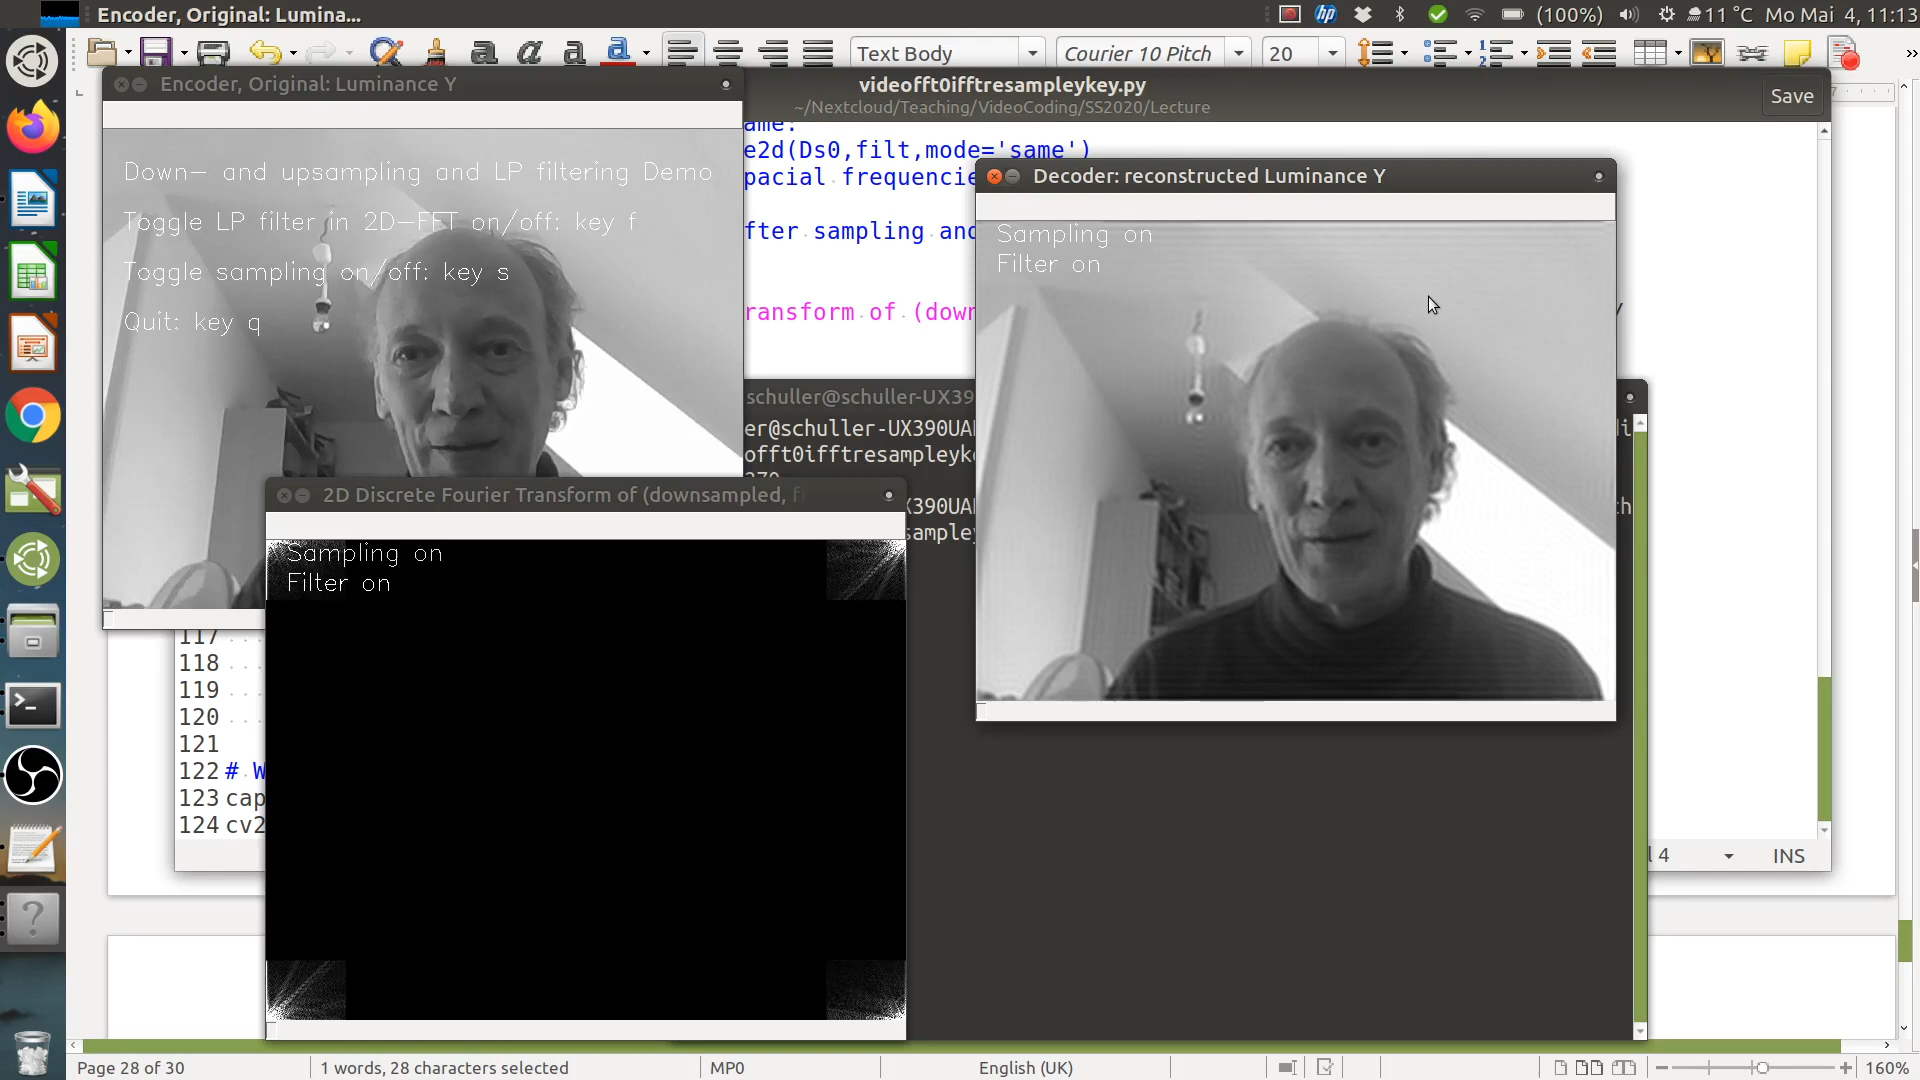 Encoder, Original: Lumina...
(100%)
11 °C
Mo Mai 4, 11:13
Text Body
Courier 10 Pitch
20
Encoder, Original: Luminance Y
videofft0ifftresampleykey.py
~/Nextcloud/Teaching/VideoCoding/SS2020/Lecture
Save
Down- and upsampling and LP filtering Demo
Toggle LP filter in 2D-FFT on/off: key f
Toggle sampling on/off: key s
Quit: key q
e2d(Ds0,filt,mode='same')
pacial frequencie
fter sampling and
ransform of (down
Decoder: reconstructed Luminance Y
Sampling on
Filter on
schuller@schuller-UX39
er@schuller-UX390UA
offt0ifftresampleyk
X390UA
sampley
2D Discrete Fourier Transform of (downsampled, fi
Sampling on
Filter on
117
118
119
120
121
122 # W
123 cap
124 cv2
l 4
INS
Page 28 of 30
1 words, 28 characters selected
MP0
English (UK)
160%